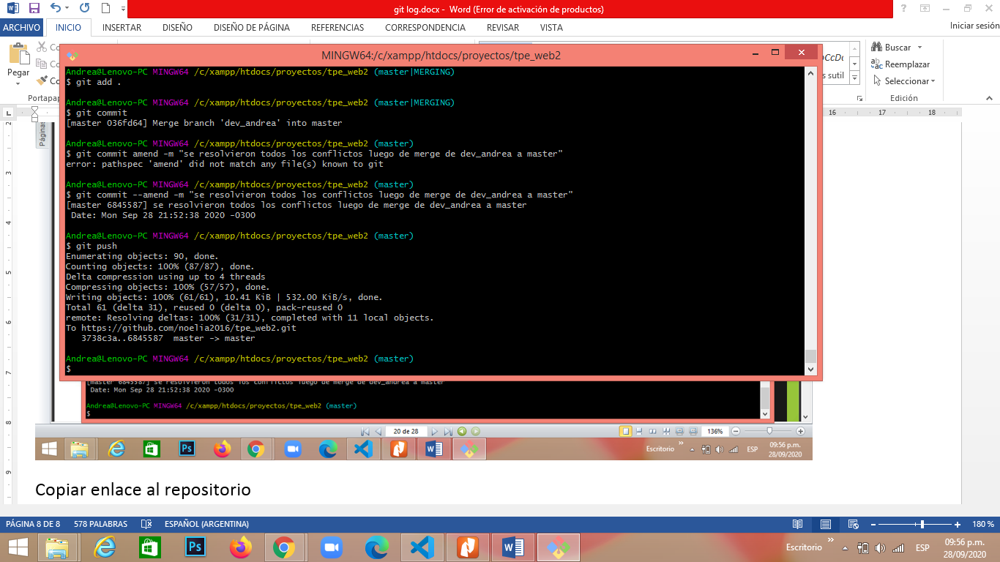 git log.docx - Word (Error de activación de productos)
ARCHIVO INICIO INSERTAR DISEÑO DISEÑO DE PÁGINA REFERENCIAS CORRESPONDENCIA REVISAR VISTA Iniciar sesión
Pegar
Portapap
Buscar
Reemplazar
Seleccionar
Edición
s sutil
16 17 18
Páginas
MINGW64:/c/xampp/htdocs/proyectos/tpe_web2
Andrea@Lenovo-PC MINGW64 /c/xampp/htdocs/proyectos/tpe_web2 (master|MERGING)
$ git add .
Andrea@Lenovo-PC MINGW64 /c/xampp/htdocs/proyectos/tpe_web2 (master|MERGING)
$ git commit
[master 036fd64] Merge branch 'dev_andrea' into master
Andrea@Lenovo-PC MINGW64 /c/xampp/htdocs/proyectos/tpe_web2 (master)
$ git commit amend -m "se resolvieron todos los conflictos luego de merge de dev_andrea a master"
error: pathspec 'amend' did not match any file(s) known to git
Andrea@Lenovo-PC MINGW64 /c/xampp/htdocs/proyectos/tpe_web2 (master)
$ git commit --amend -m "se resolvieron todos los conflictos luego de merge de dev_andrea a master"
[master 6845587] se resolvieron todos los conflictos luego de merge de dev_andrea a master
Date: Mon Sep 28 21:52:38 2020 -0300
Andrea@Lenovo-PC MINGW64 /c/xampp/htdocs/proyectos/tpe_web2 (master)
$ git push
Enumerating objects: 90, done.
Counting objects: 100% (87/87), done.
Delta compression using up to 4 threads
Compressing objects: 100% (57/57), done.
Writing objects: 100% (61/61), 10.41 KiB | 532.00 KiB/s, done.
Total 61 (delta 31), reused 0 (delta 0), pack-reused 0
remote: Resolving deltas: 100% (31/31), completed with 11 local objects.
To https://github.com/noelia2016/tpe_web2.git
3738c3a..6845587 master -> master
Andrea@Lenovo-PC MINGW64 /c/xampp/htdocs/proyectos/tpe_web2 (master)
$
[master 6845587] se resolvieron todos los conflictos luego de merge de dev_andrea a master
Date: Mon Sep 28 21:52:38 2020 -0300
Andrea@Lenovo-PC MINGW64 /c/xampp/htdocs/proyectos/tpe_web2 (master)
$
20 de 28 136%
Escritorio ESP 09:56 p.m.
28/09/2020
Copiar enlace al repositorio
PÁGINA 8 DE 8 578 PALABRAS ESPAÑOL (ARGENTINA) 180 %
Escritorio ESP 09:56 p.m.
28/09/2020